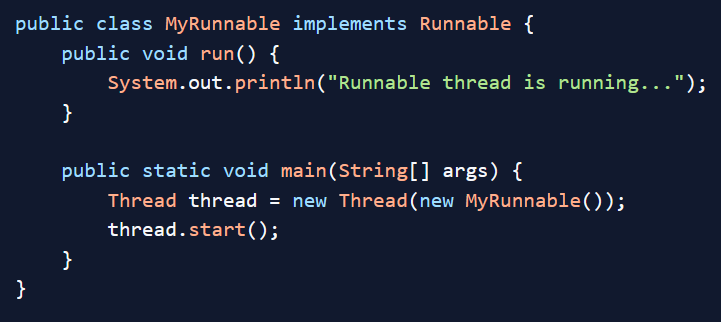 public class MyRunnable implements Runnable {
    public void run() {
        System.out.println("Runnable thread is running...");
    }

    public static void main(String[] args) {
        Thread thread = new Thread(new MyRunnable());
        thread.start();
    }
}